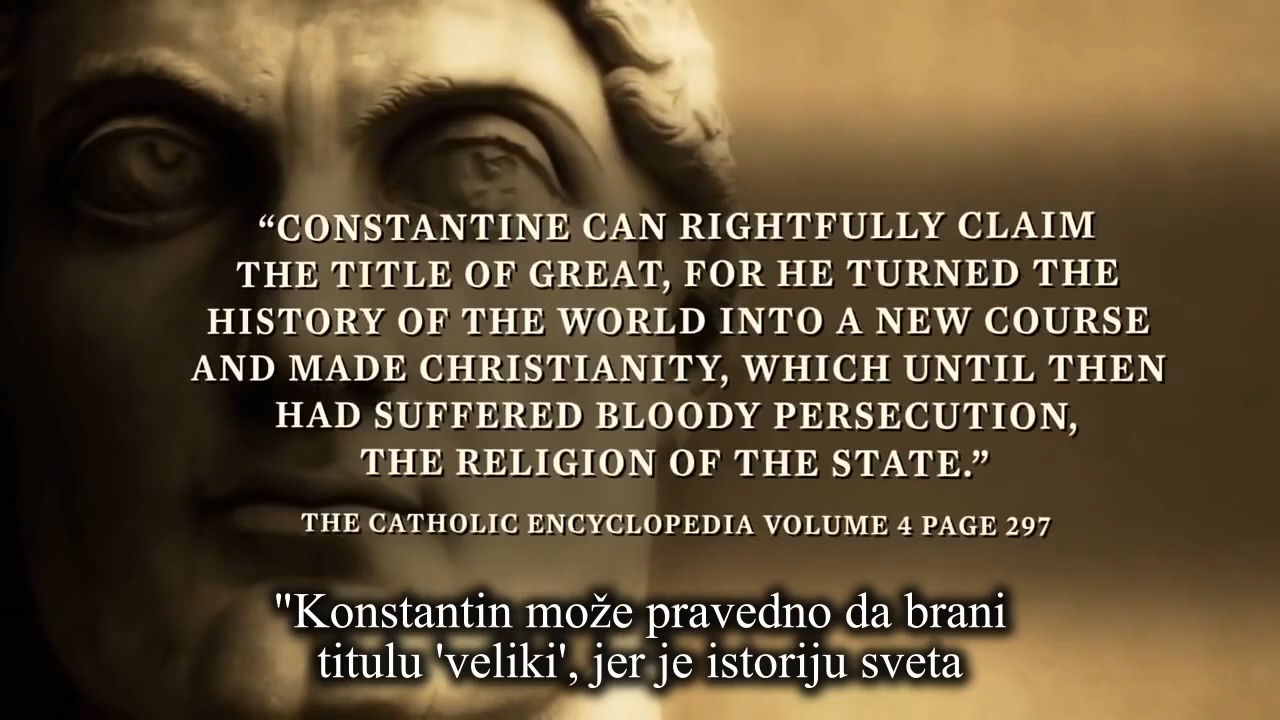 “CONSTANTINE CAN RIGHTFULLY CLAIM
THE TITLE OF GREAT, FOR HE TURNED THE
HISTORY OF THE WORLD INTO A NEW COURSE
AND MADE CHRISTIANITY, WHICH UNTIL THEN
HAD SUFFERED BLOODY PERSECUTION,
THE RELIGION OF THE STATE.”
THE CATHOLIC ENCYCLOPEDIA VOLUME 4 PAGE 297
"Konstantin može pravedno da brani
titulu 'veliki', jer je istoriju sveta